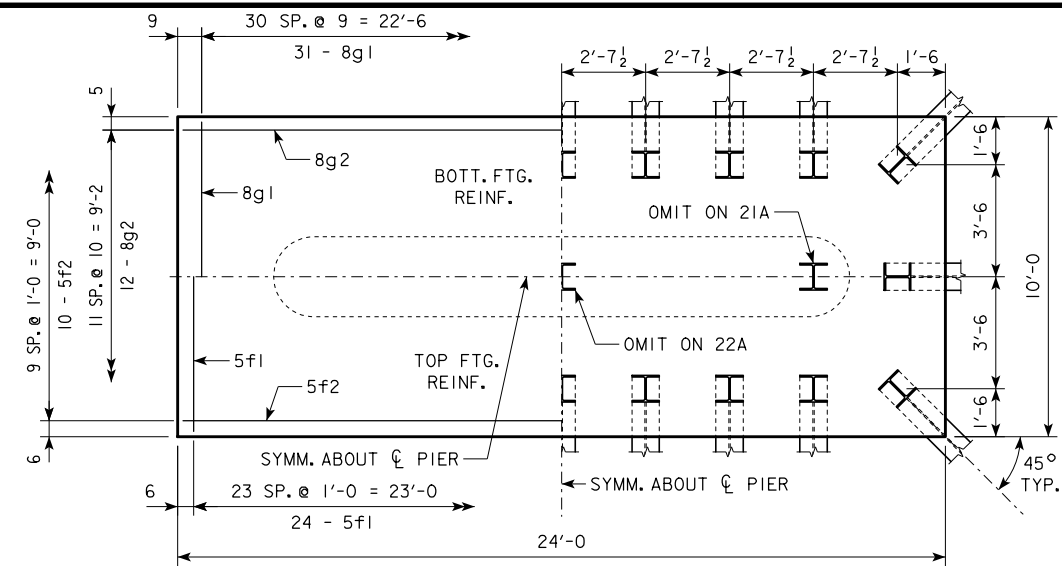 9
30 SP. @ 9 = 22'-6
31 - 8g1
2'-7½
2'-7½
2'-7½
2'-7½
1'-6
5
8g2
8g1
BOTT. FTG.
REINF.
OMIT ON 21A
1'-6
3'-6
10'-0
3'-6
1'-6
9 SP. @ 1'-0 = 9'-0
10 - 5f2
11 SP. @ 10 = 9'-2
12 - 8g2
5f1
TOP FTG.
REINF.
OMIT ON 22A
5f2
6
SYMM. ABOUT ℄ PIER
SYMM. ABOUT ℄ PIER
45°
TYP.
6
23 SP. @ 1'-0 = 23'-0
24 - 5f1
24'-0